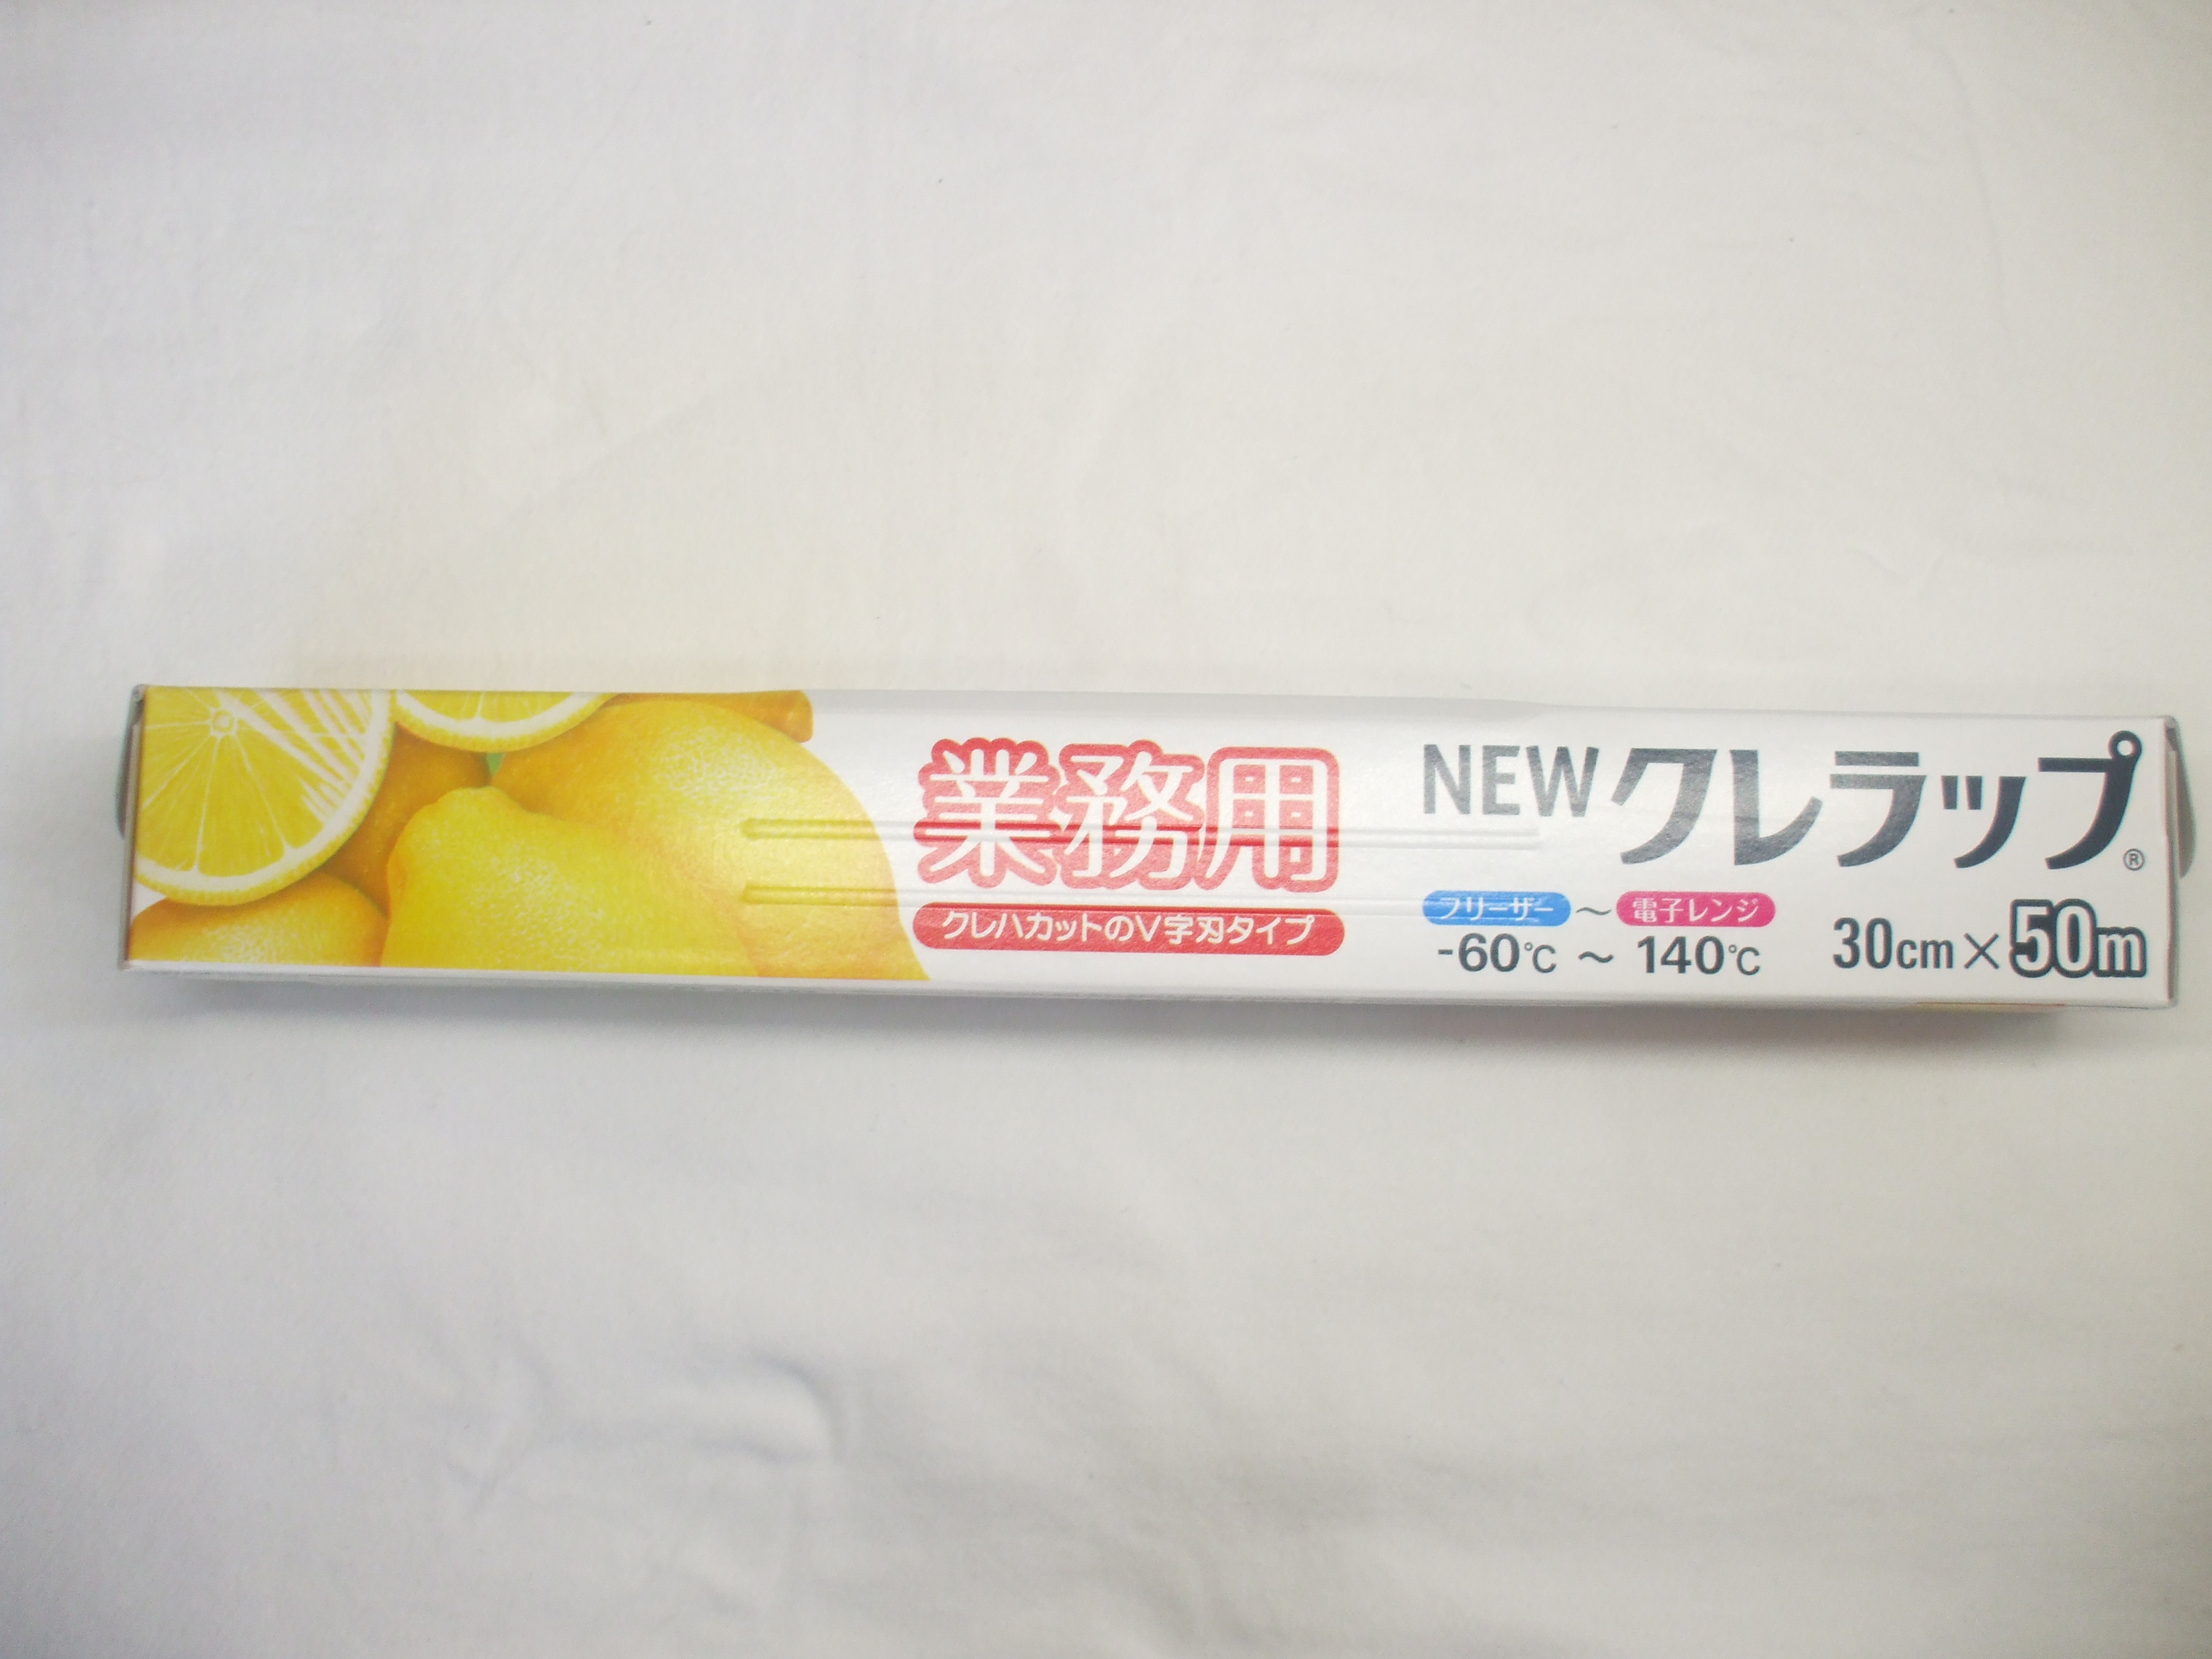 業務用
クレハカットのV字刃タイプ
NEWクレラップ®
フリーザー～電子レンジ
-60℃ ～ 140℃
30cm×50m